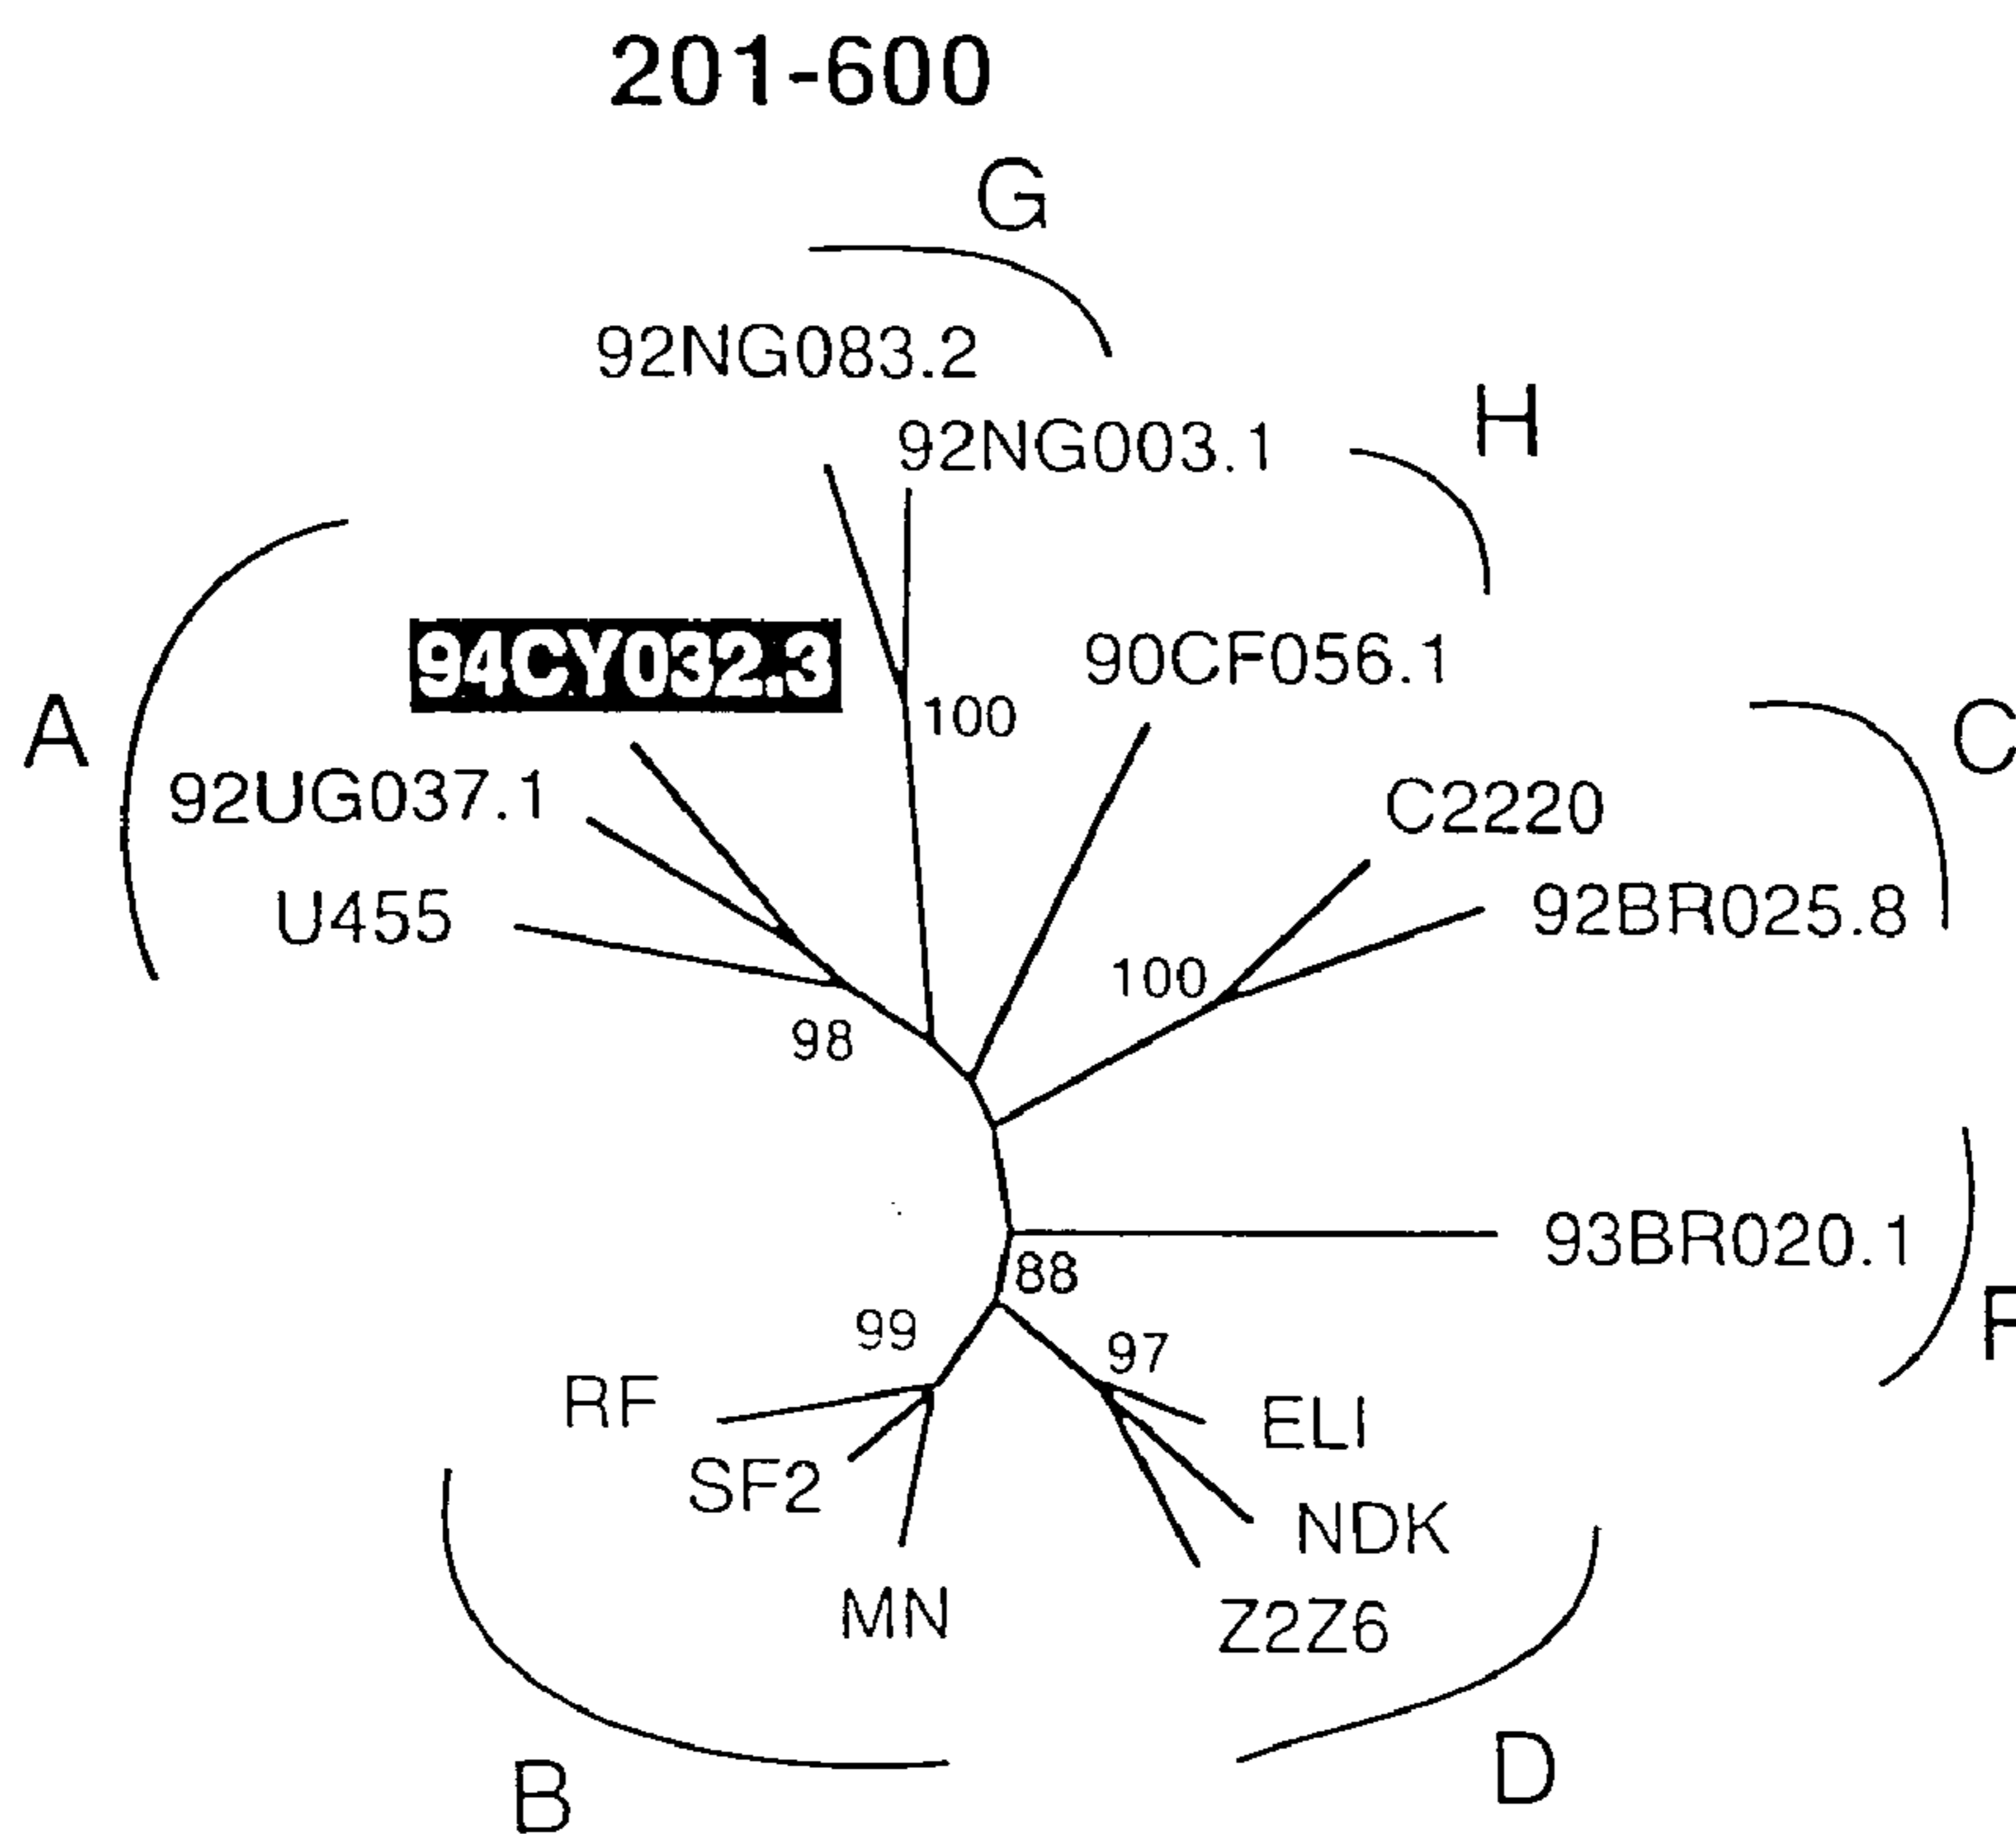 201-600
G
92NG083.2
92NG003.1
H
94CY032.3
90CF056.1
100
A
C
92UG037.1
C2220
U455
92BR025.8
100
98
93BR020.1
88
F
99
97
RF
ELI
SF2
NDK
MN
Z2Z6
B
D